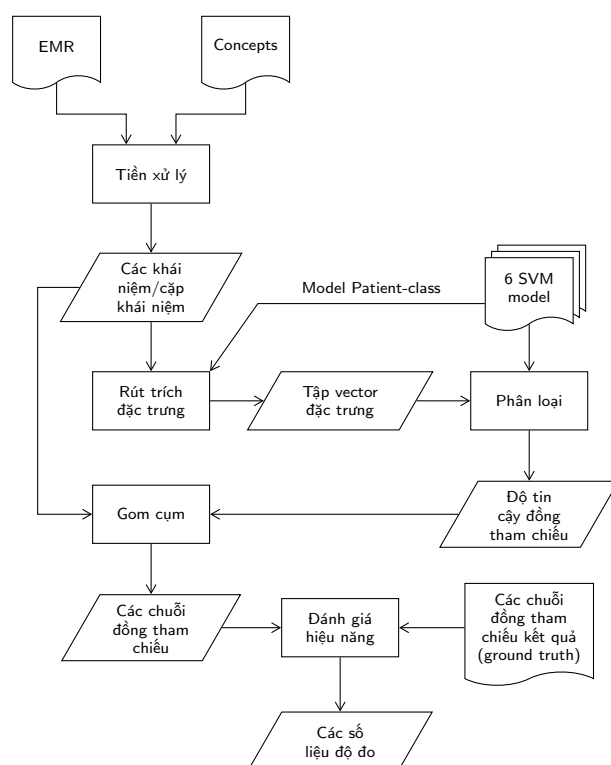 EMR
Concepts
Tiền xử lý
Các khái
niệm/cặp
khái niệm
Model Patient-class
6 SVM
model
Rút trích
đặc trưng
Tập vector
đặc trưng
Phân loại
Gom cụm
Độ tin
cậy đồng
tham chiếu
Các chuỗi
đồng tham
chiếu
Đánh giá
hiệu năng
Các chuỗi
đồng tham
chiếu kết quả
(ground truth)
Các số
liệu độ đo